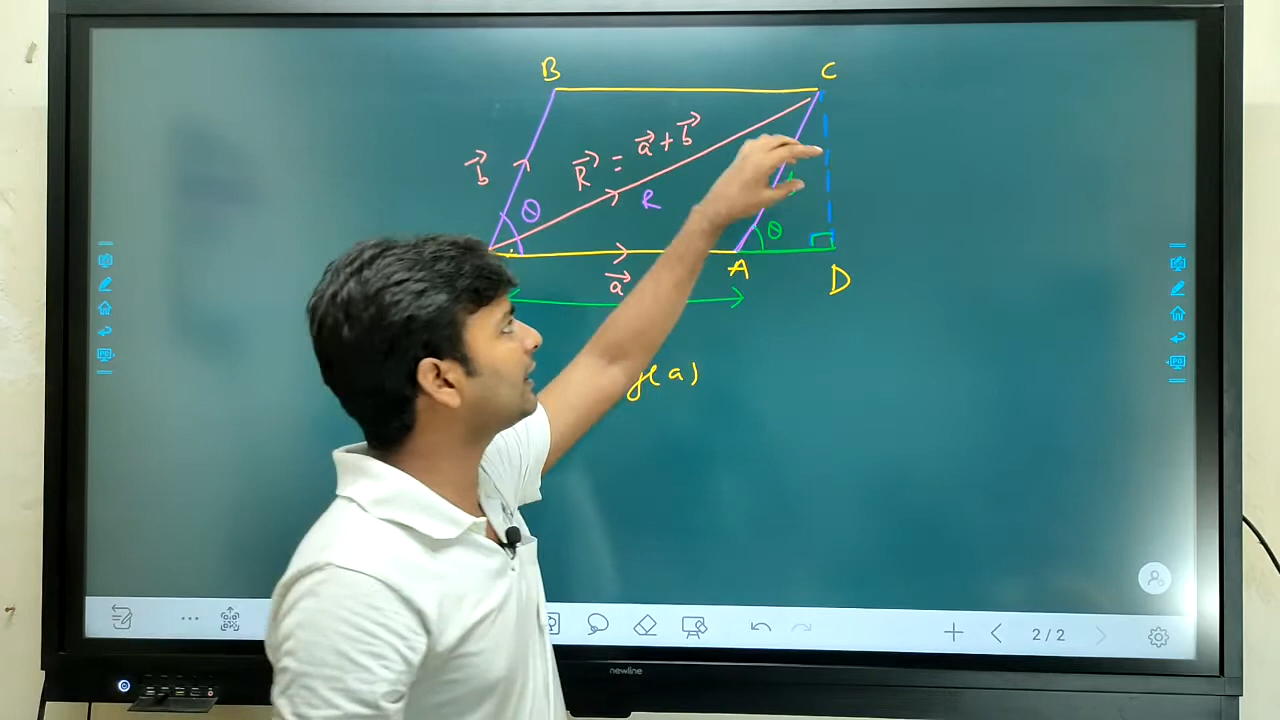 B C
b⃗ R⃗ = a⃗ + b⃗
θ R
θ
a⃗ A D
(a)
2/2
newline